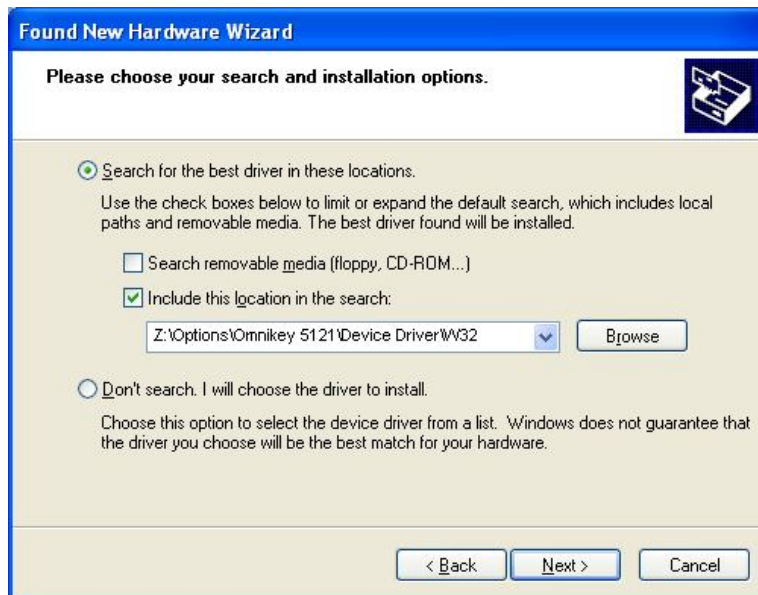 Found New Hardware Wizard
Please choose your search and installation options.
Search for the best driver in these locations.
Use the check boxes below to limit or expand the default search, which includes local
paths and removable media. The best driver found will be installed.
Search removable media (floppy, CD-ROM...)
Include this location in the search:
Z:\Options\Omnikey 5121\Device Driver\W32
Browse
Don't search. I will choose the driver to install.
Choose this option to select the device driver from a list. Windows does not guarantee that
the driver you choose will be the best match for your hardware.
< Back
Next >
Cancel